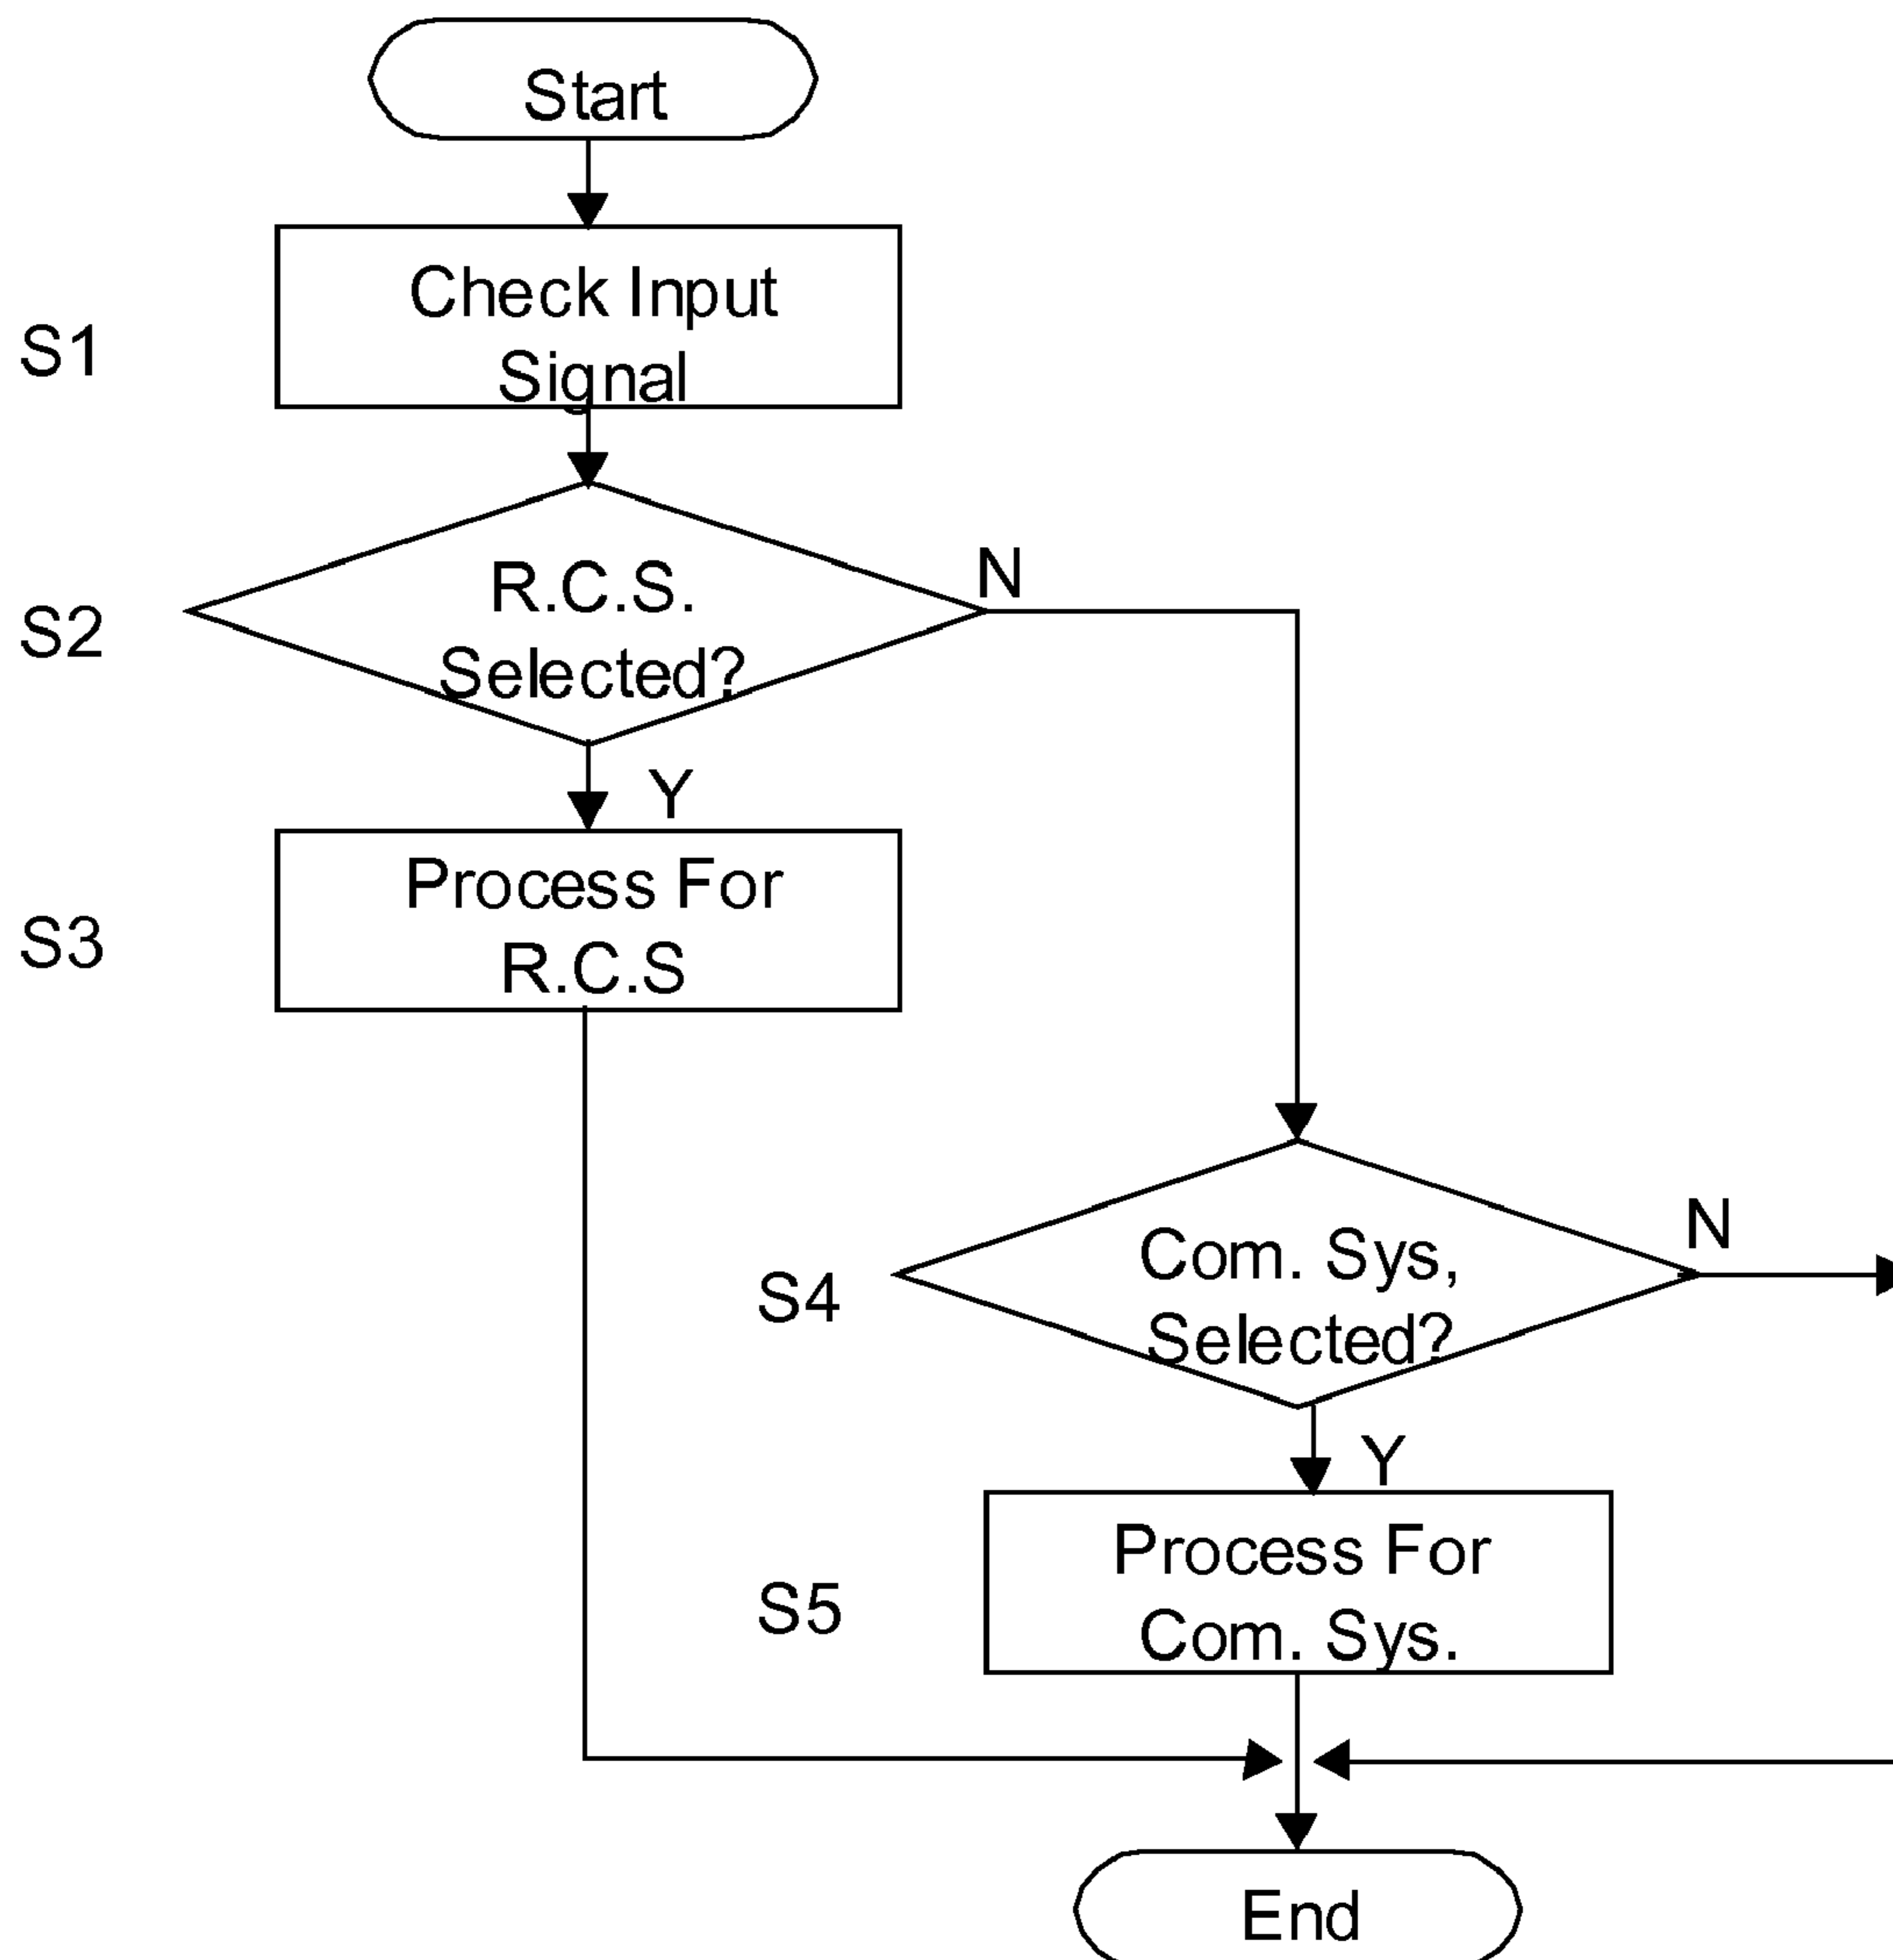 Start
S1
Check Input
Signal
S2
R.C.S.
Selected?
N
Y
S3
Process For
R.C.S
S4
Com. Sys,
Selected?
N
Y
S5
Process For
Com. Sys.
End